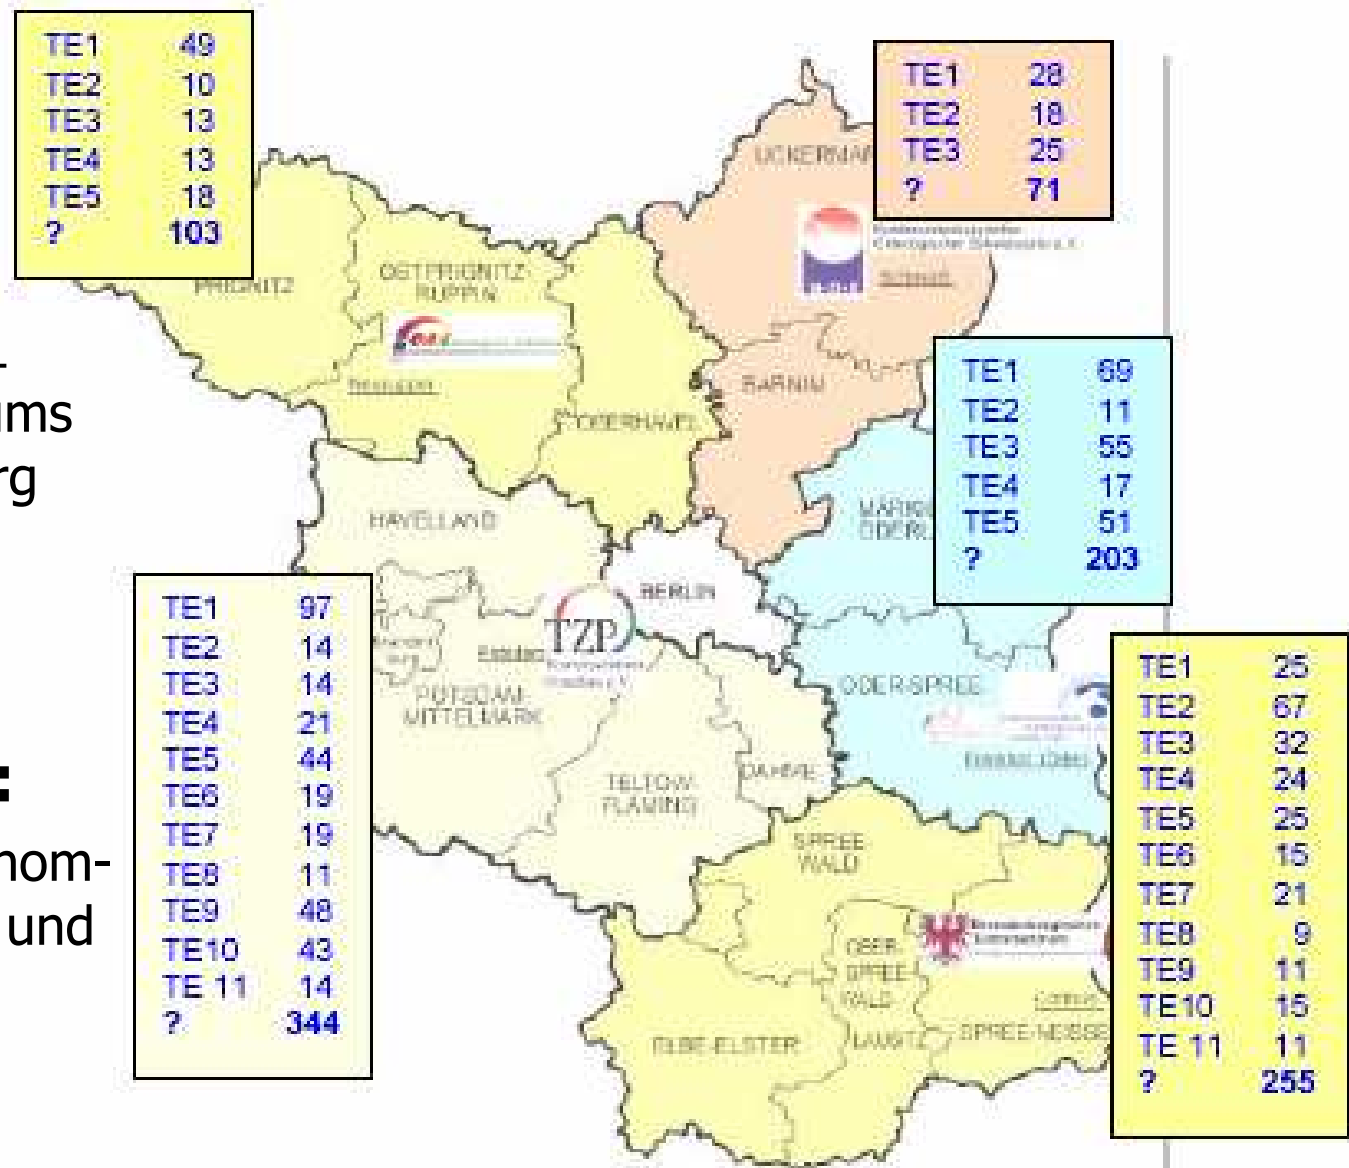 TE1 49
TE2 10
TE3 13
TE4 13
TE5 18
? 103
TE1 28
TE2 18
TE3 25
? 71
UCKERMAR
PRIGNITZ
OSTPRIGNITZ
RUPPIN
OBERHAVEL
BARNIM
TE1 69
TE2 11
TE3 55
TE4 17
TE5 51
? 203
-
ums
rg
HAVELLAND
MÄRKI
ODERL
BERLIN
TZP
POTSDAM-
MITTELMARK
ODER-SPREE
TELTOW-
FLÄMING
DAHME
TE1 97
TE2 14
TE3 14
TE4 21
TE5 44
TE6 19
TE7 19
TE8 11
TE9 48
TE10 43
TE 11 14
? 344
:
nom-
und
TE1 25
TE2 67
TE3 32
TE4 24
TE5 25
TE6 15
TE7 21
TE8 9
TE9 11
TE10 15
TE 11 11
? 255
SPREE
WALD
OBER-
SPREE
WALD
LAUSITZ
Cottbus
SPREE-NEISSE
ELBE-ELSTER